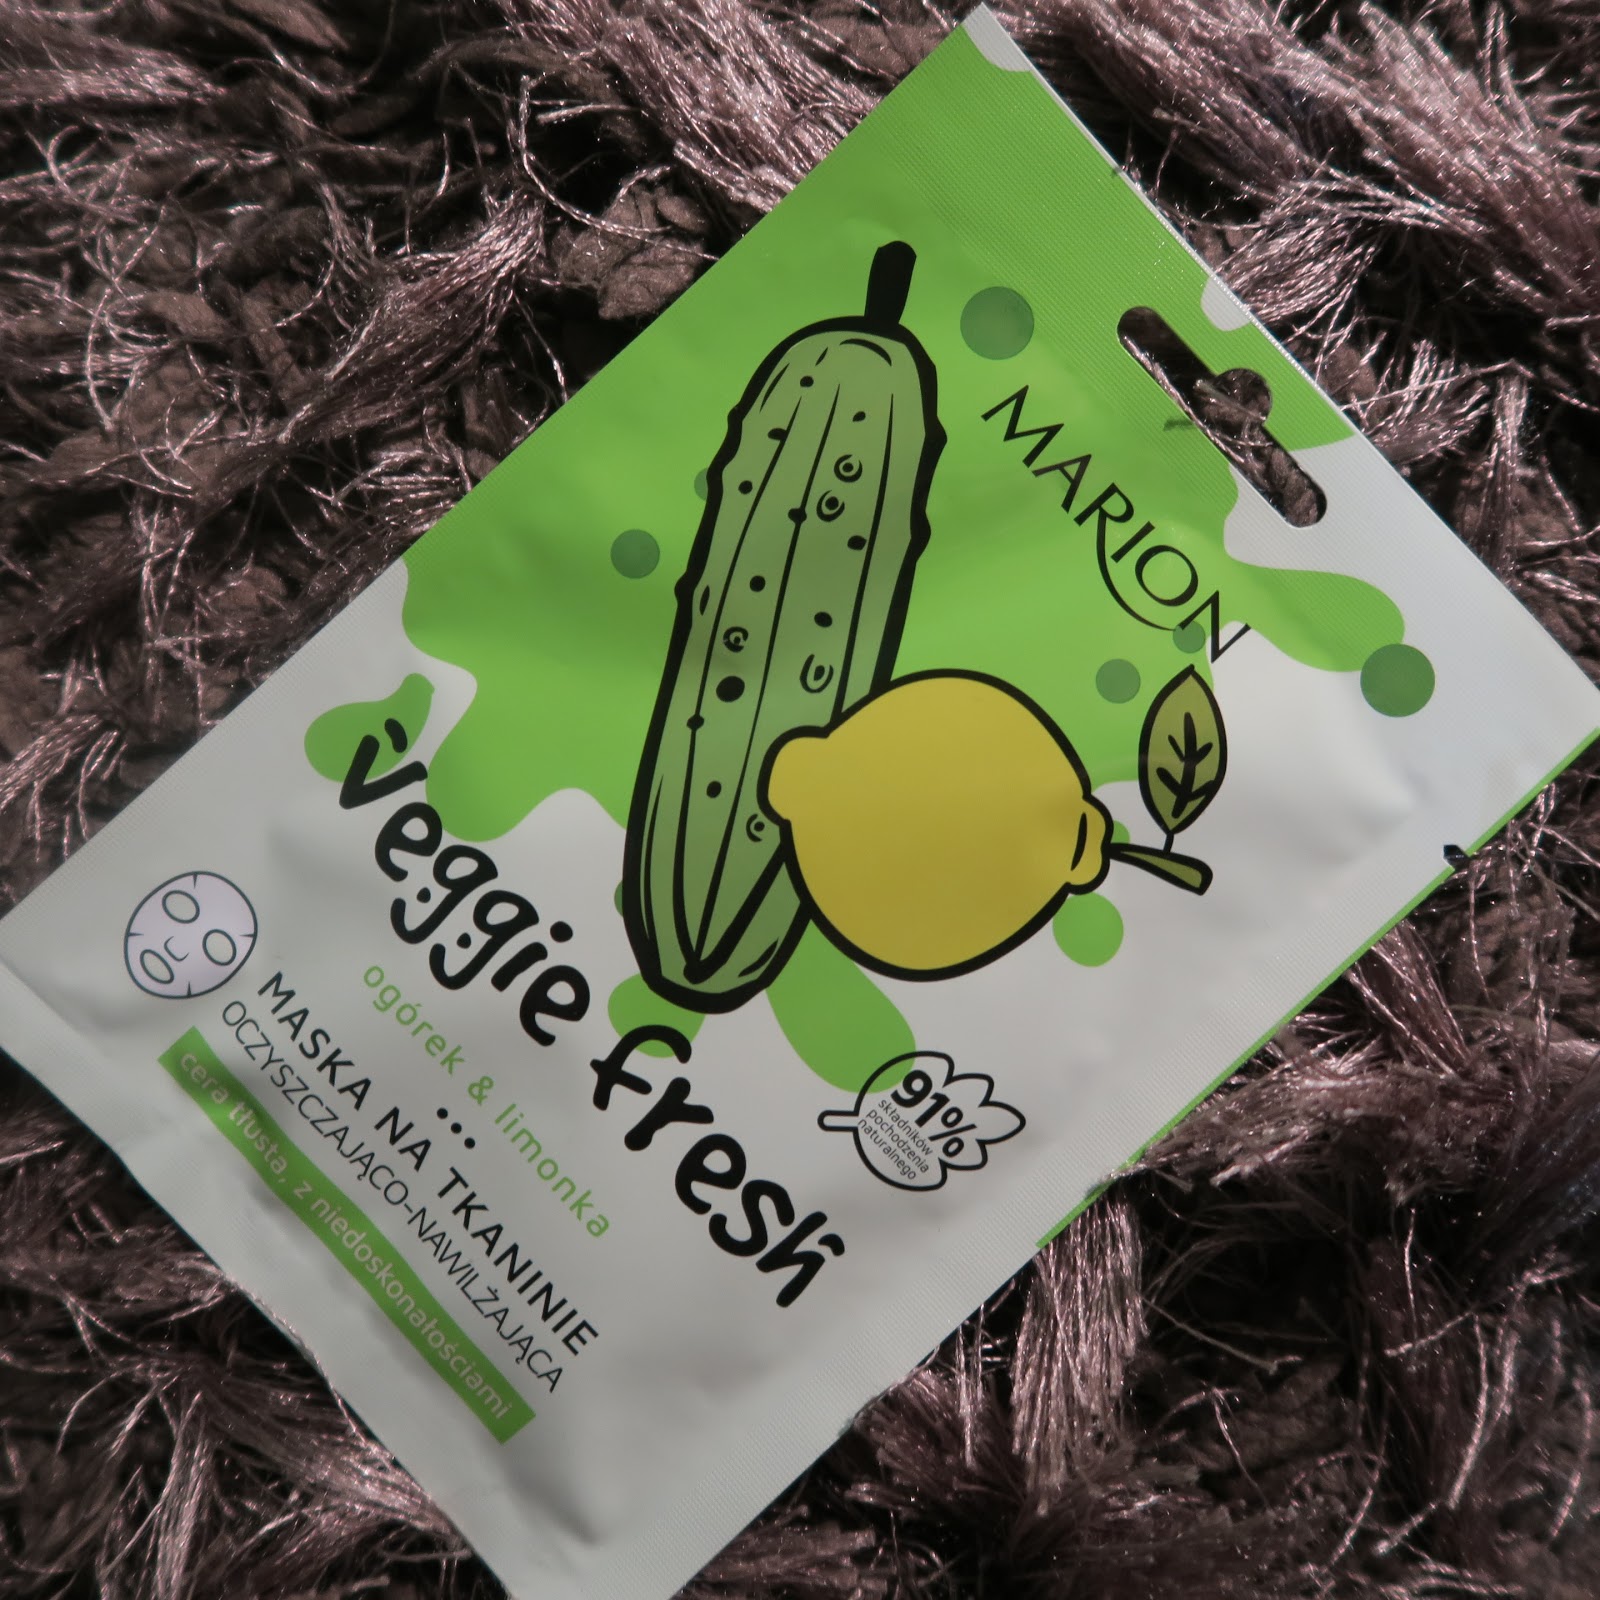 MARION
veggie fresh
ogórek & limonka
91%
składników
pochodzenia
naturalnego
MASKA NA TKANINIE
OCZYSZCZAJĄCO-NAWILŻAJĄCA
cera tłusta, z niedoskonałościami